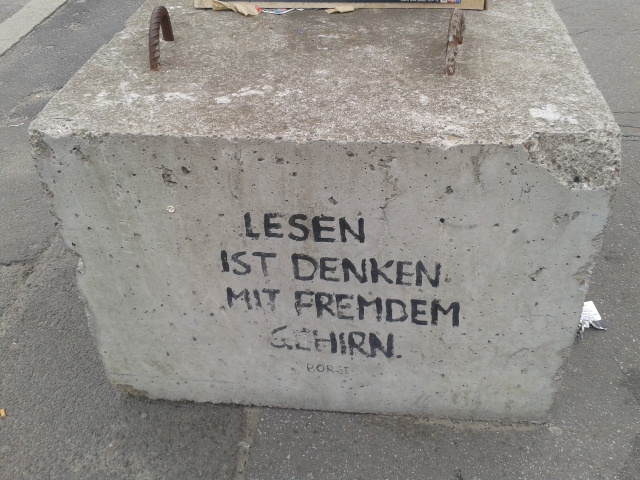 LESEN
IST DENKEN
MIT FREMDEM
GEHIRN.